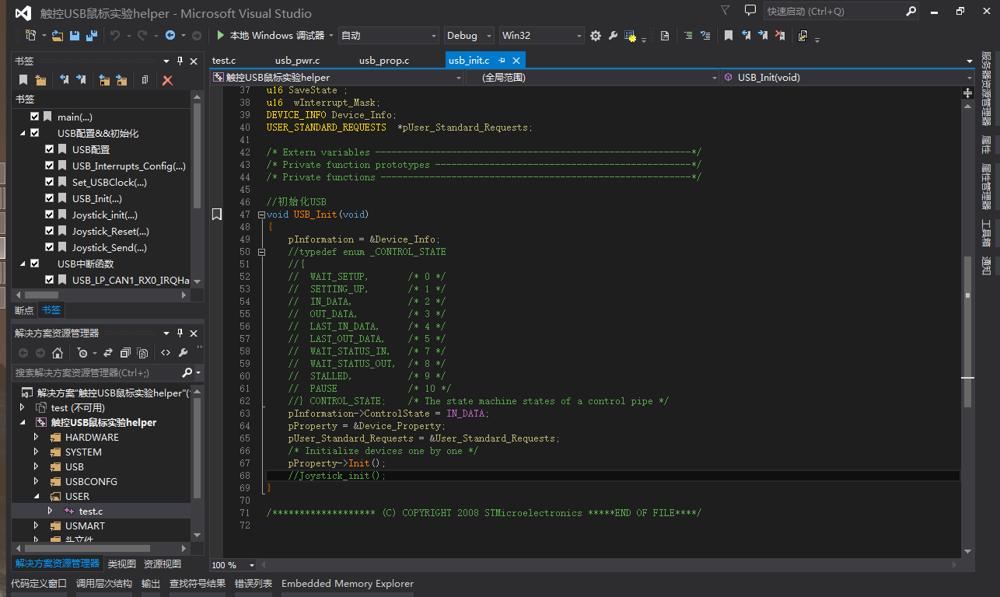 触控USB鼠标实验helper - Microsoft Visual Studio
快速启动 (Ctrl+Q)
本地 Windows 调试器
自动
Debug
Win32
书签
test.c
usb_pwr.c
usb_prop.c
usb_init.c
触控USB鼠标实验helper
(全局范围)
USB_Init(void)
书签
main(...)
USB配置&&初始化
USB配置
USB_Interrupts_Config(...)
Set_USBClock(...)
USB_Init(...)
Joystick_init(...)
Joystick_Reset(...)
Joystick_Send(...)
USB中断函数
USB_LP_CAN1_RX0_IRQHa
断点
书签
解决方案资源管理器
搜索解决方案资源管理器(Ctrl+;)
解决方案"触控USB鼠标实验helper"(
test (不可用)
触控USB鼠标实验helper
HARDWARE
SYSTEM
USB
USBCONFG
USER
test.c
USMART
头文件
解决方案资源管理器
类视图
资源视图
37 u16 SaveState ;
38 u16  wInterrupt_Mask;
39 DEVICE_INFO Device_Info;
40 USER_STANDARD_REQUESTS  *pUser_Standard_Requests;
41
42 /* Extern variables ----------------------------------------------------------*/
43 /* Private function prototypes -----------------------------------------------*/
44 /* Private functions ---------------------------------------------------------*/
45
46 //初始化USB
47 void USB_Init(void)
48 {
49     pInformation = &Device_Info;
50     //typedef enum _CONTROL_STATE
51     //{
52     //  WAIT_SETUP,       /* 0 */
53     //  SETTING_UP,       /* 1 */
54     //  IN_DATA,          /* 2 */
55     //  OUT_DATA,         /* 3 */
56     //  LAST_IN_DATA,     /* 4 */
57     //  LAST_OUT_DATA,    /* 5 */
58     //  WAIT_STATUS_IN,   /* 7 */
59     //  WAIT_STATUS_OUT,  /* 8 */
60     //  STALLED,          /* 9 */
61     //  PAUSE             /* 10 */
62     //} CONTROL_STATE;    /* The state machine states of a control pipe */
63     pInformation->ControlState = IN_DATA;
64     pProperty = &Device_Property;
65     pUser_Standard_Requests = &User_Standard_Requests;
66     /* Initialize devices one by one */
67     pProperty->Init();
68     //Joystick_init();
69 }
70
71 /******************* (C) COPYRIGHT 2008 STMicroelectronics *****END OF FILE****/
72
100 %
服务器资源管理器
属性
属性管理器
工具箱
通知
代码定义窗口
调用层次结构
输出
查找符号结果
错误列表
Embedded Memory Explorer